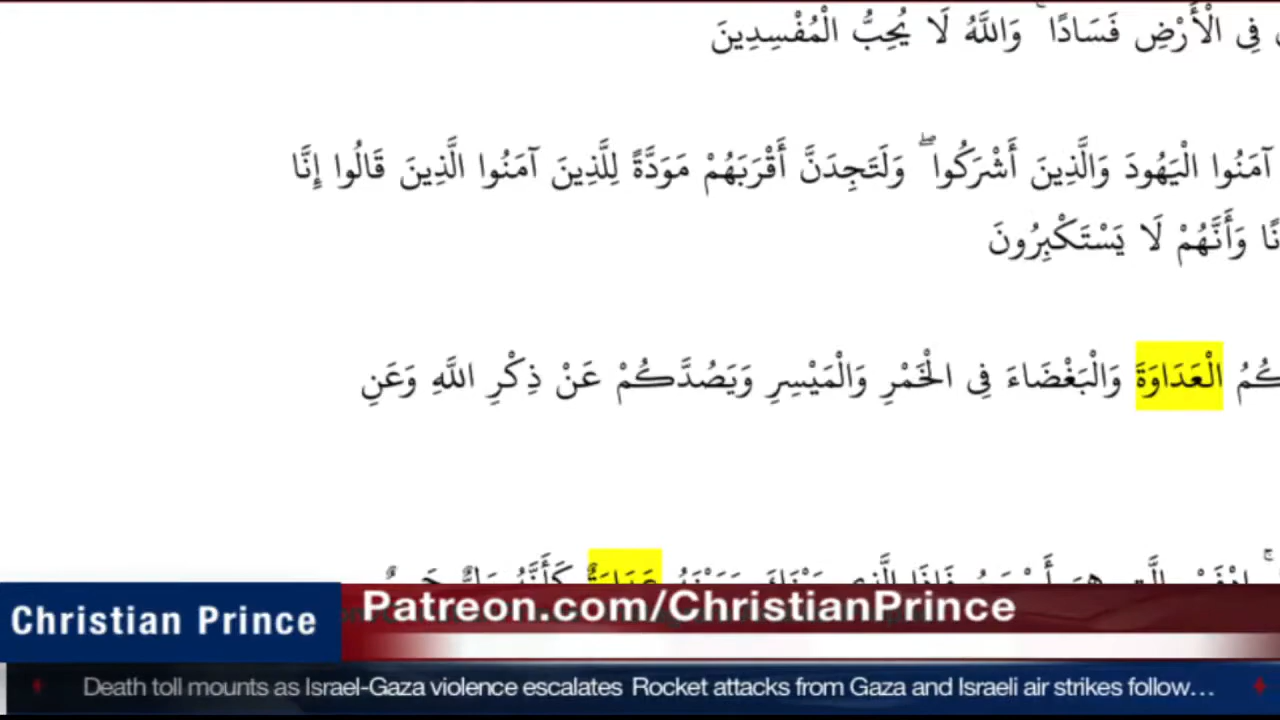 فِي الْأَرْضِ فَسَادًا ۚ وَاللَّهُ لَا يُحِبُّ الْمُفْسِدِينَ
آمَنُوا الْيَهُودَ وَالَّذِينَ أَشْرَكُوا ۖ وَلَتَجِدَنَّ أَقْرَبَهُمْ مَوَدَّةً لِلَّذِينَ آمَنُوا الَّذِينَ قَالُوا إِنَّا
وَأَنَّهُمْ لَا يَسْتَكْبِرُونَ
الْعَدَاوَةَ وَالْبَغْضَاءَ فِي الْخَمْرِ وَالْمَيْسِرِ وَيَصُدَّكُمْ عَنْ ذِكْرِ اللَّهِ وَعَنِ
Patreon.com/ChristianPrince
Christian Prince
Death toll mounts as Israel-Gaza violence escalates Rocket attacks from Gaza and Israeli air strikes follow…